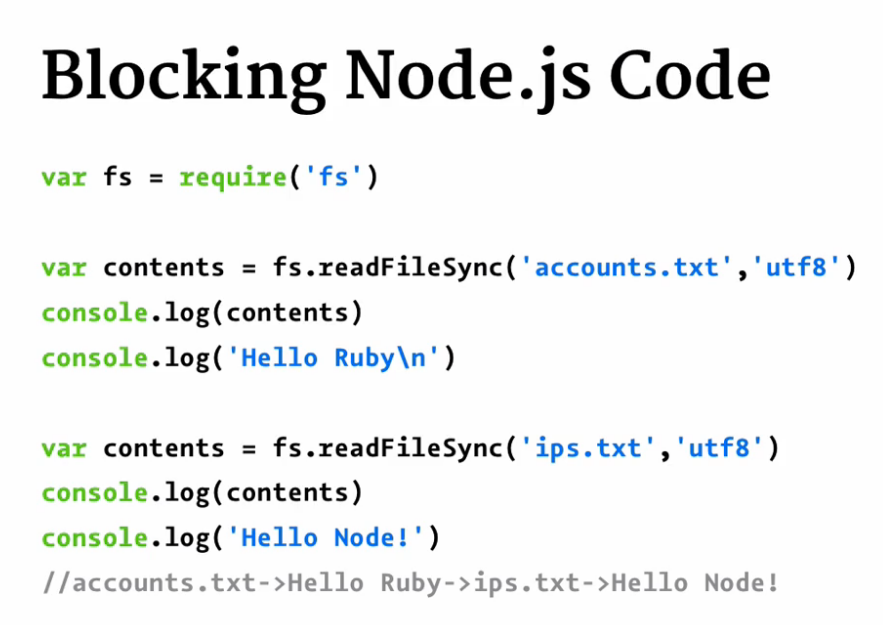 Blocking Node.js Code
var fs = require('fs')
var contents = fs.readFileSync('accounts.txt','utf8')
console.log(contents)
console.log('Hello Ruby\n')
var contents = fs.readFileSync('ips.txt','utf8')
console.log(contents)
console.log('Hello Node!')
//accounts.txt->Hello Ruby->ips.txt->Hello Node!